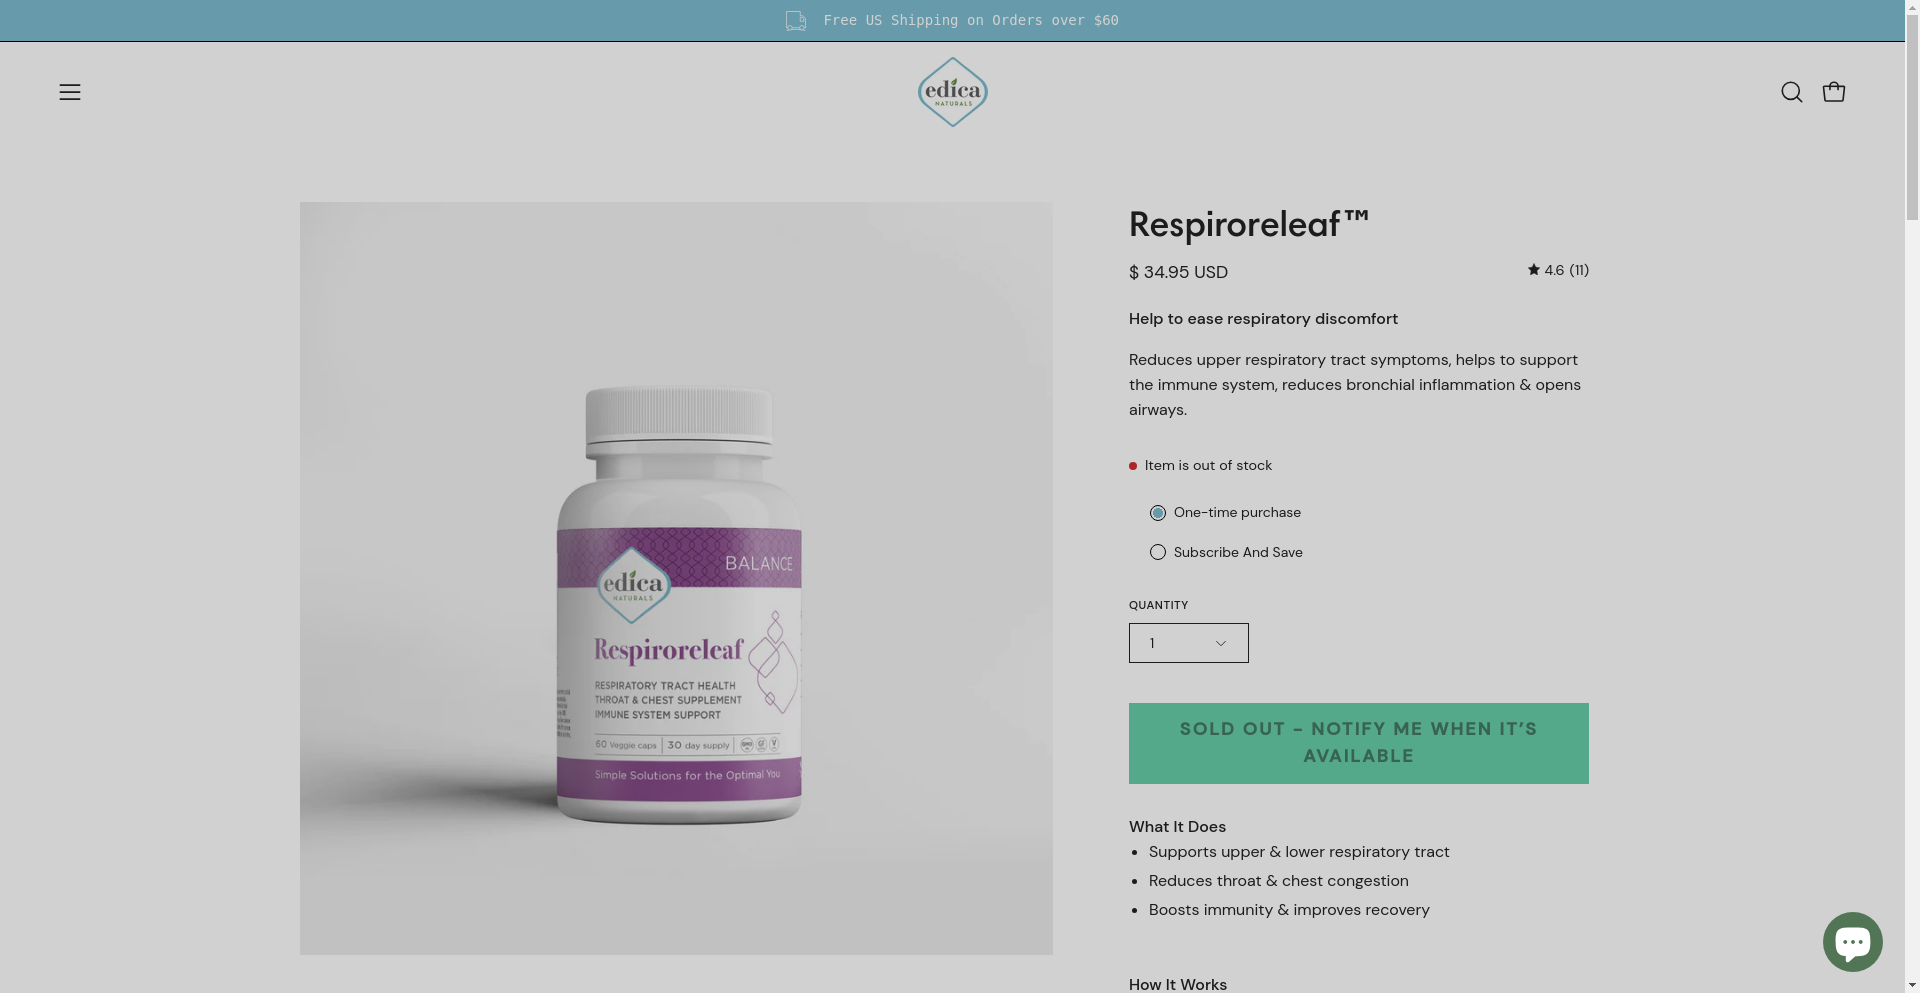 Free US Shipping on Orders over $60
edica
NATURALS
Respiroreleaf™
$ 34.95 USD
4.6 (11)
Help to ease respiratory discomfort
Reduces upper respiratory tract symptoms, helps to support
the immune system, reduces bronchial inflammation & opens
airways.
Item is out of stock
One-time purchase
Subscribe And Save
QUANTITY
1
SOLD OUT - NOTIFY ME WHEN IT'S
AVAILABLE
What It Does
• Supports upper & lower respiratory tract
• Reduces throat & chest congestion
• Boosts immunity & improves recovery
How It Works
BALANCE
edica
NATURALS
Respiroreleaf
RESPIRATORY TRACT HEALTH
THROAT & CHEST SUPPLEMENT
IMMUNE SYSTEM SUPPORT
60 Veggie caps | 30 day supply
Simple Solutions for the Optimal You